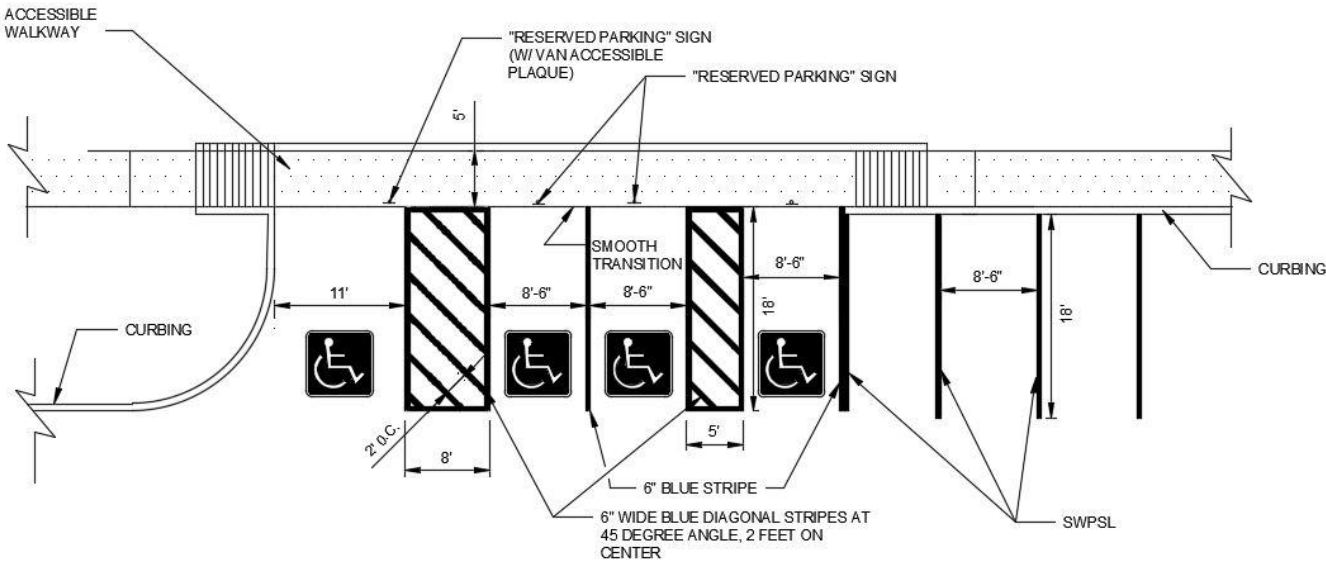 ACCESSIBLE
WALKWAY
"RESERVED PARKING" SIGN
(W/ VAN ACCESSIBLE
PLAQUE)
"RESERVED PARKING" SIGN
5'
SMOOTH
TRANSITION
11'
8'-6"
8'-6"
8'-6"
18'
8'-6"
18'
CURBING
CURBING
2' O.C.
8'
5'
6" BLUE STRIPE
6" WIDE BLUE DIAGONAL STRIPES AT
45 DEGREE ANGLE, 2 FEET ON
CENTER
SWPSL